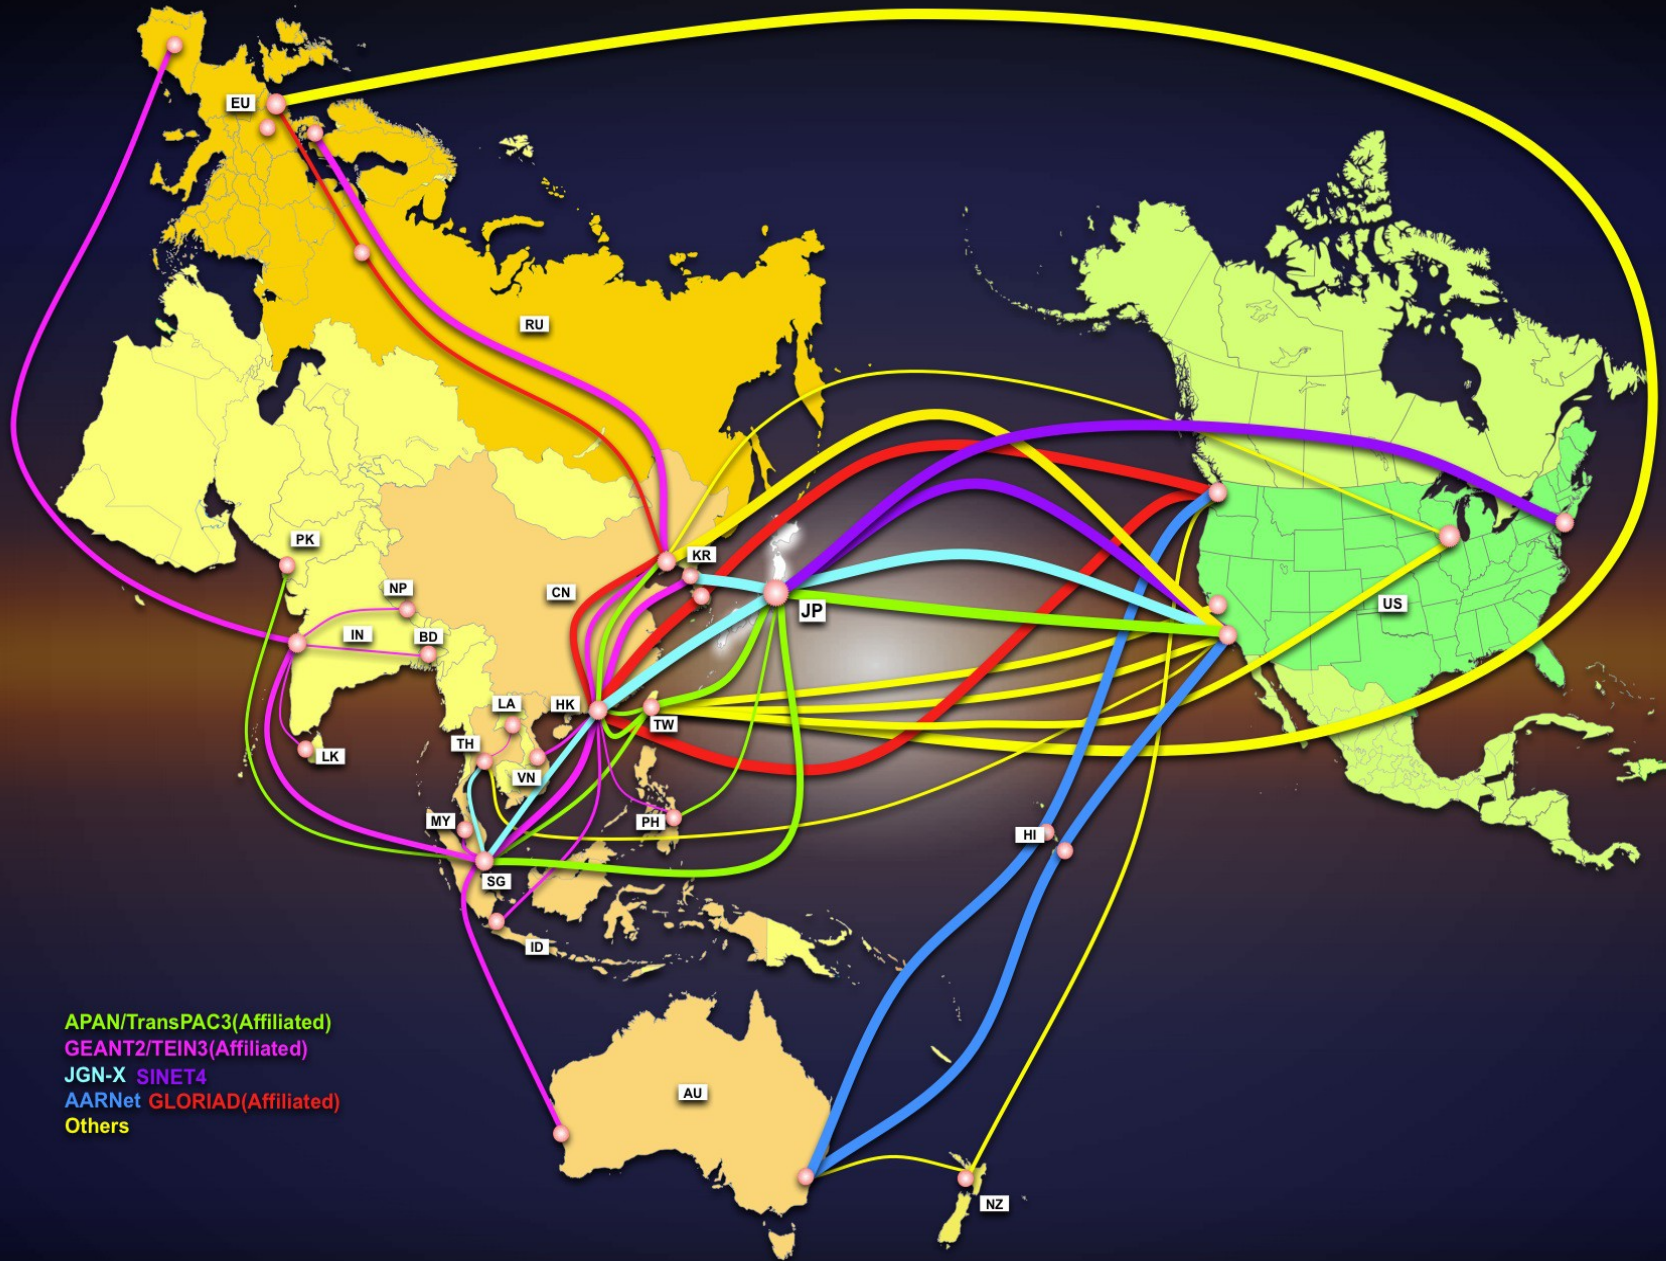 EU
RU
PK
KR
NP
CN
JP
US
IN
BD
LA
HK
TW
TH
LK
VN
MY
PH
HI
SG
ID
APAN/TransPAC3(Affiliated)
GEANT2/TEIN3(Affiliated)
JGN-X SINET4
AARNet GLORIAD(Affiliated)
Others
AU
NZ